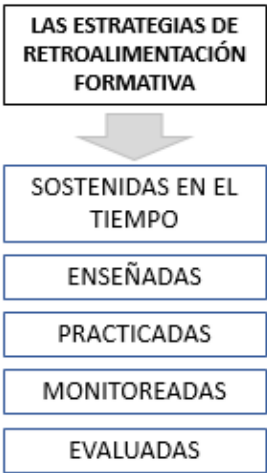 LAS ESTRATEGIAS DE
RETROALIMENTACIÓN
FORMATIVA
SOSTENIDAS EN EL
TIEMPO
ENSEÑADAS
PRACTICADAS
MONITOREADAS
EVALUADAS